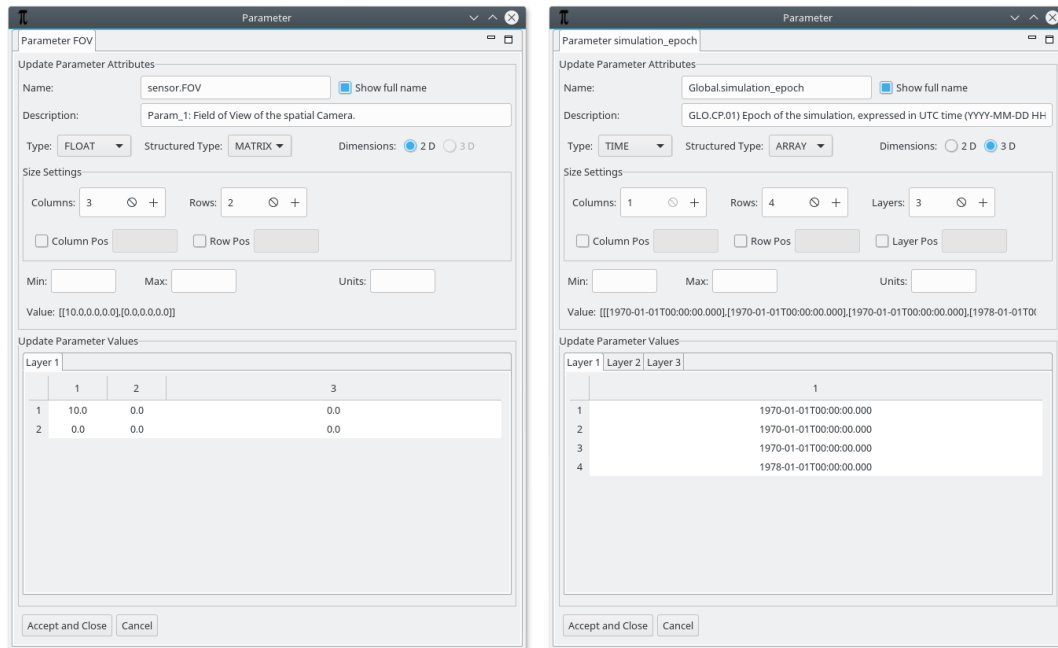 Parameter
Parameter FOV
Update Parameter Attributes
Name: sensor.FOV Show full name
Description: Param_1: Field of View of the spatial Camera.
Type: FLOAT Structured Type: MATRIX Dimensions: 2 D 3 D
Size Settings
Columns: 3 Rows: 2
Column Pos Row Pos
Min: Max: Units:
Value: [[10.0,0.0,0.0],[0.0,0.0,0.0]]
Update Parameter Values
Layer 1
1 2 3
1 10.0 0.0 0.0
2 0.0 0.0 0.0
Accept and Close Cancel
Parameter
Parameter simulation_epoch
Update Parameter Attributes
Name: Global.simulation_epoch Show full name
Description: GLO.CP.01) Epoch of the simulation, expressed in UTC time (YYYY-MM-DD HH
Type: TIME Structured Type: ARRAY Dimensions: 2 D 3 D
Size Settings
Columns: 1 Rows: 4 Layers: 3
Column Pos Row Pos Layer Pos
Min: Max: Units:
Value: [[[1970-01-01T00:00:00.000],[1970-01-01T00:00:00.000],[1970-01-01T00:00:00.000],[1978-01-01T0(
Update Parameter Values
Layer 1 Layer 2 Layer 3
1
1 1970-01-01T00:00:00.000
2 1970-01-01T00:00:00.000
3 1970-01-01T00:00:00.000
4 1978-01-01T00:00:00.000
Accept and Close Cancel